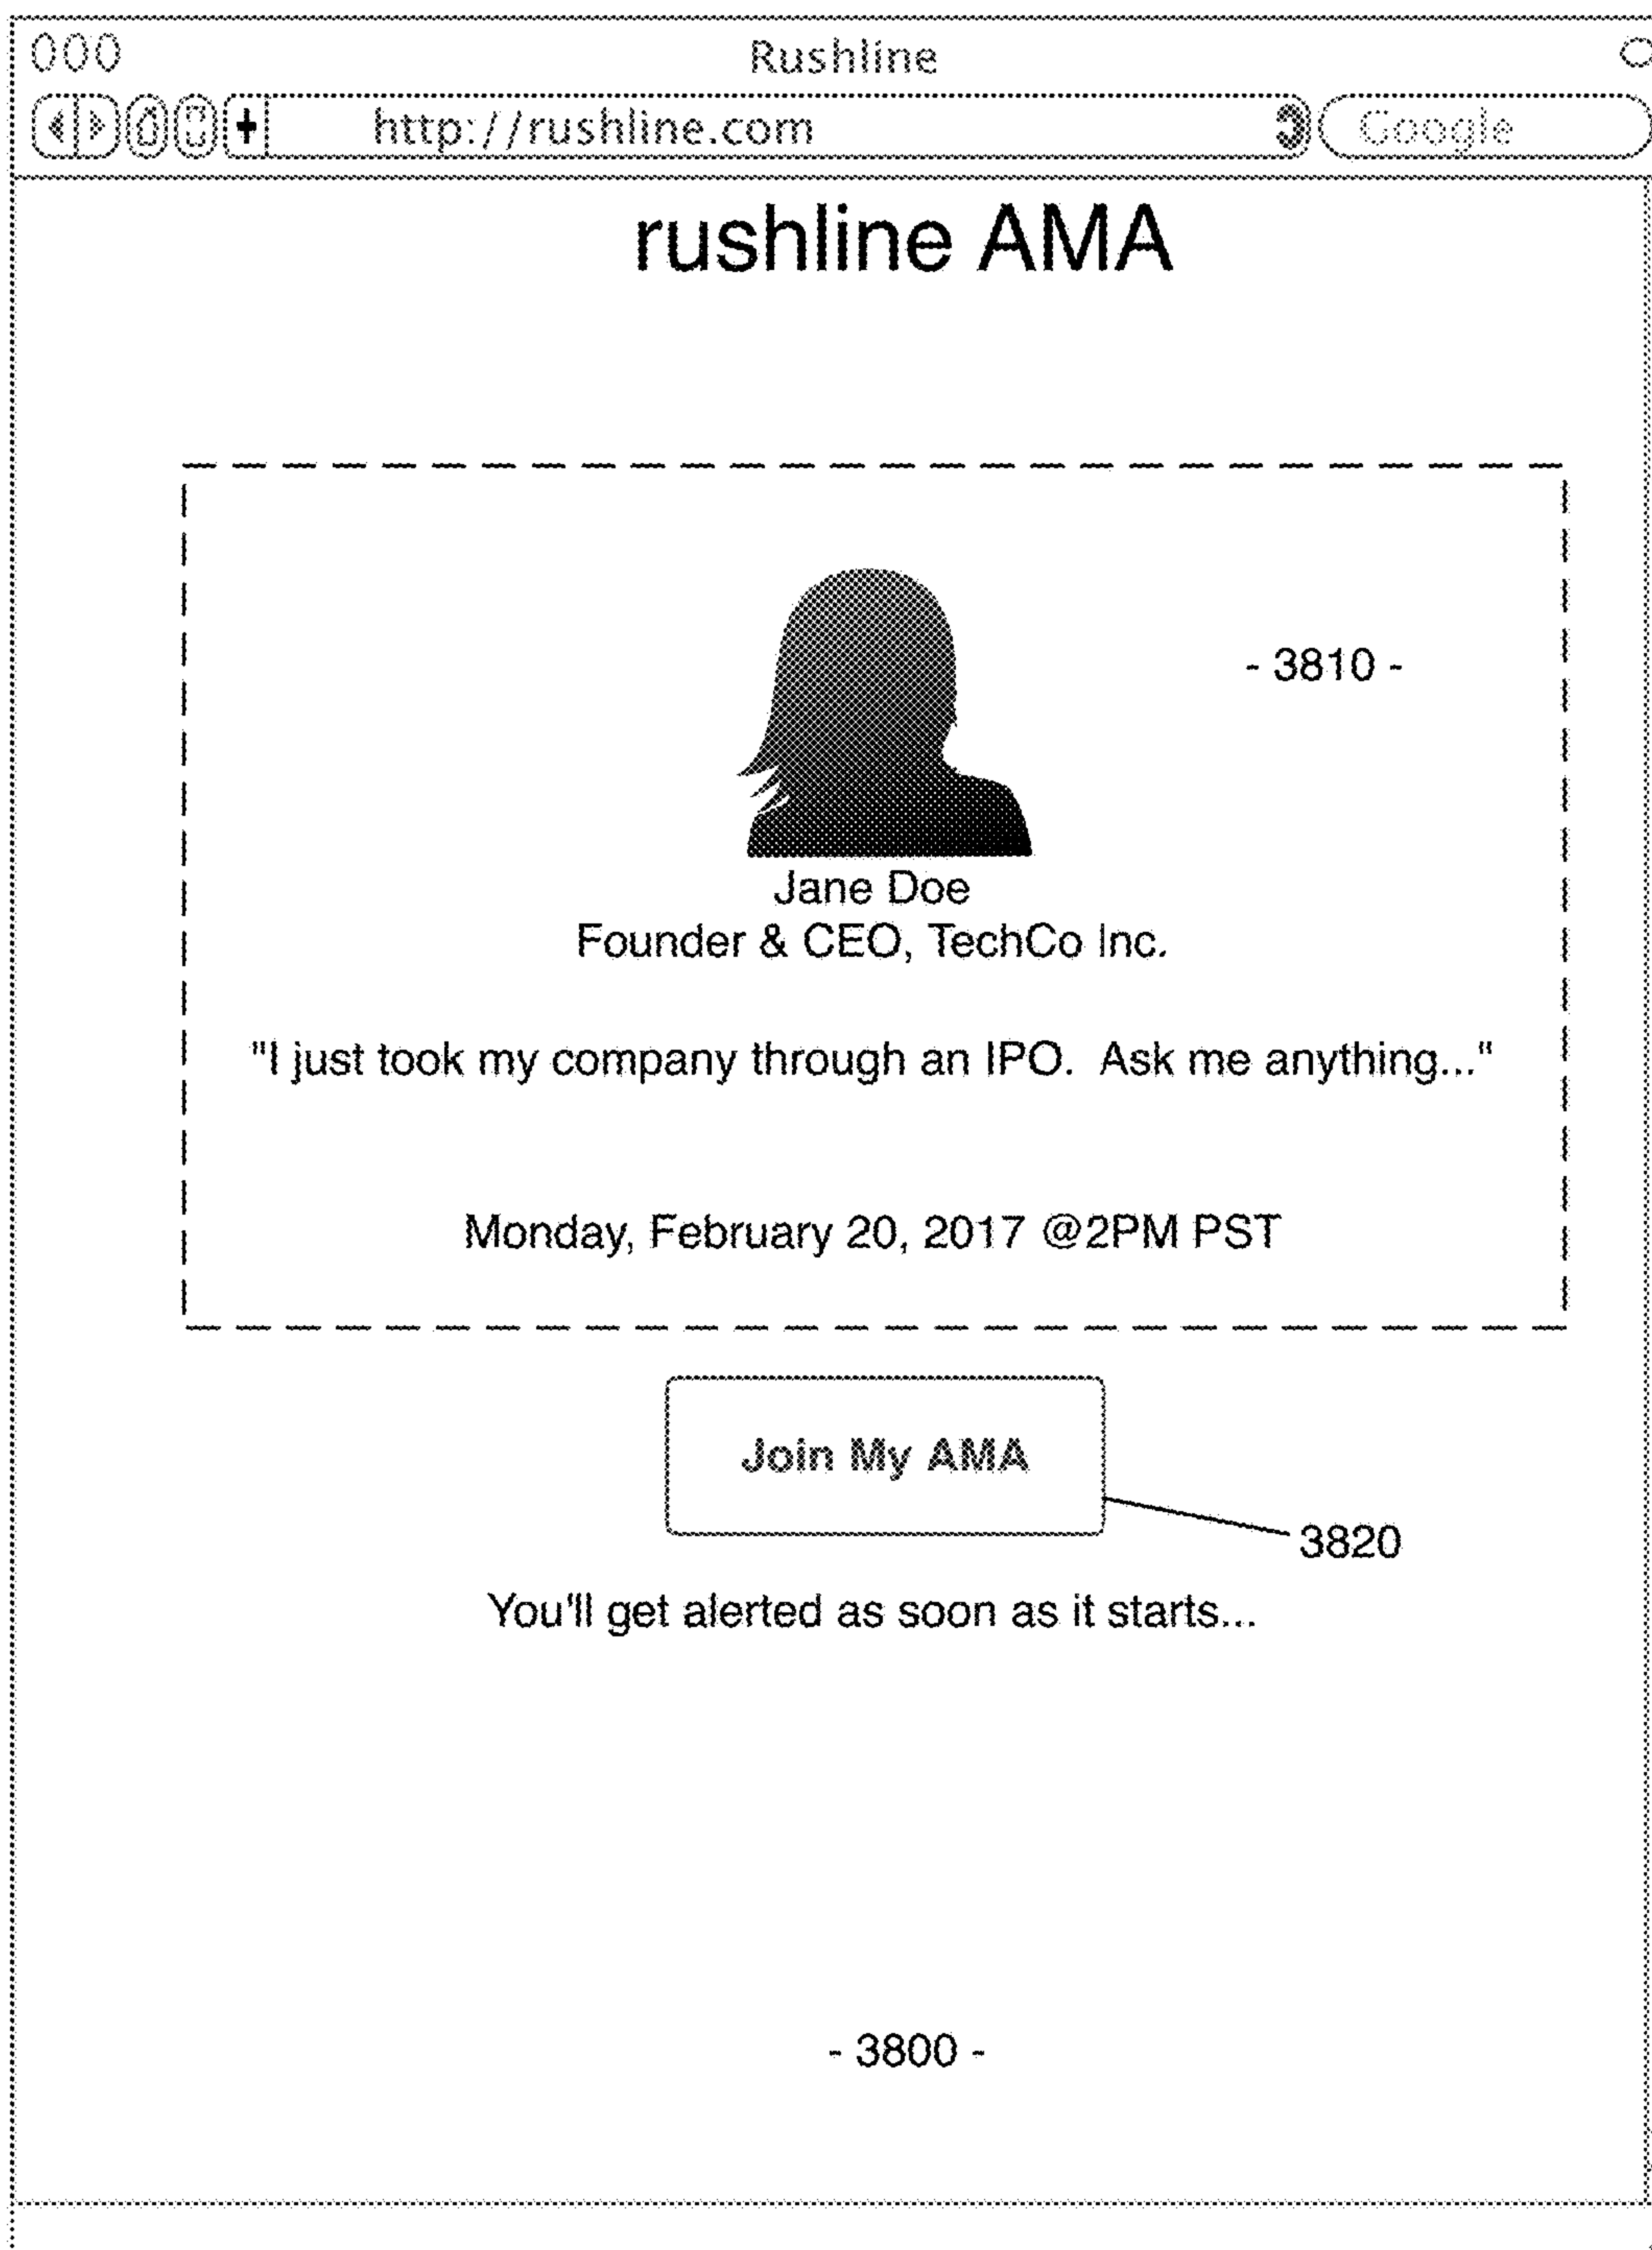 Rushline
http://rushline.com
Google
rushline AMA
- 3810 -
Jane Doe
Founder & CEO, TechCo Inc.
"I just took my company through an IPO.  Ask me anything..."
Monday, February 20, 2017 @2PM PST
Join My AMA
3820
You'll get alerted as soon as it starts...
- 3800 -